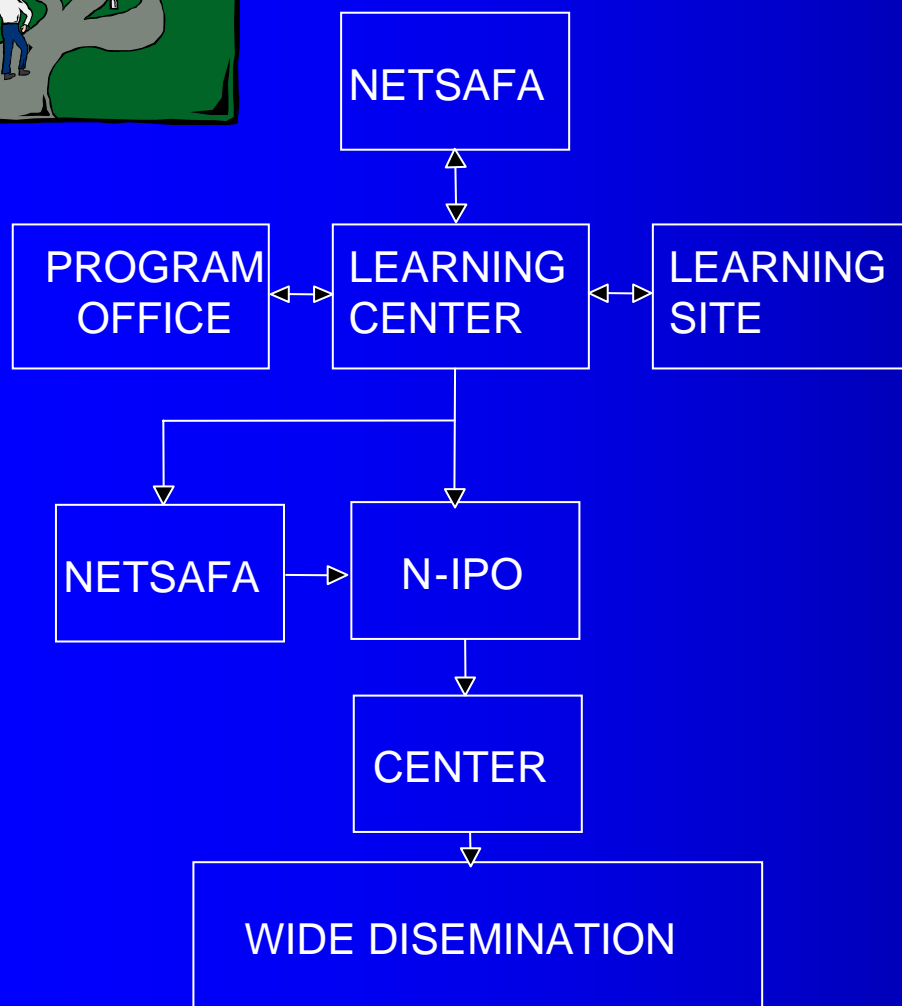 NETSAFA
PROGRAM
OFFICE
LEARNING
CENTER
LEARNING
SITE
NETSAFA
N-IPO
CENTER
WIDE DISEMINATION